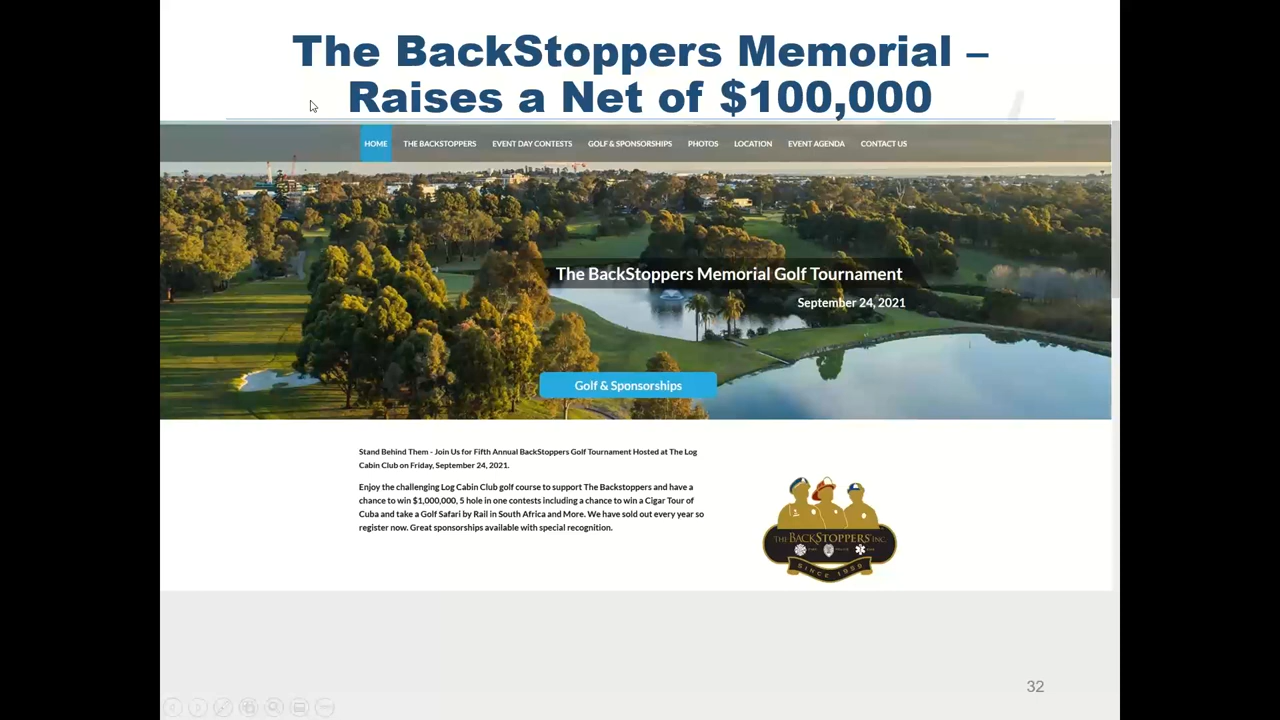 The BackStoppers Memorial –
Raises a Net of $100,000
HOME THE BACKSTOPPERS EVENT DAY CONTESTS GOLF & SPONSORSHIPS PHOTOS LOCATION EVENT AGENDA CONTACT US
The BackStoppers Memorial Golf Tournament
September 24, 2021
Golf & Sponsorships
Stand Behind Them - Join Us for Fifth Annual BackStoppers Golf Tournament Hosted at The Log
Cabin Club on Friday, September 24, 2021.
Enjoy the challenging Log Cabin Club golf course to support The Backstoppers and have a
chance to win $1,000,000, 5 hole in one contests including a chance to win a Cigar Tour of
Cuba and take a Golf Safari by Rail in South Africa and More. We have sold out every year so
register now. Great sponsorships available with special recognition.
THE BACKSTOPPERS INC.
SINCE 1959
32